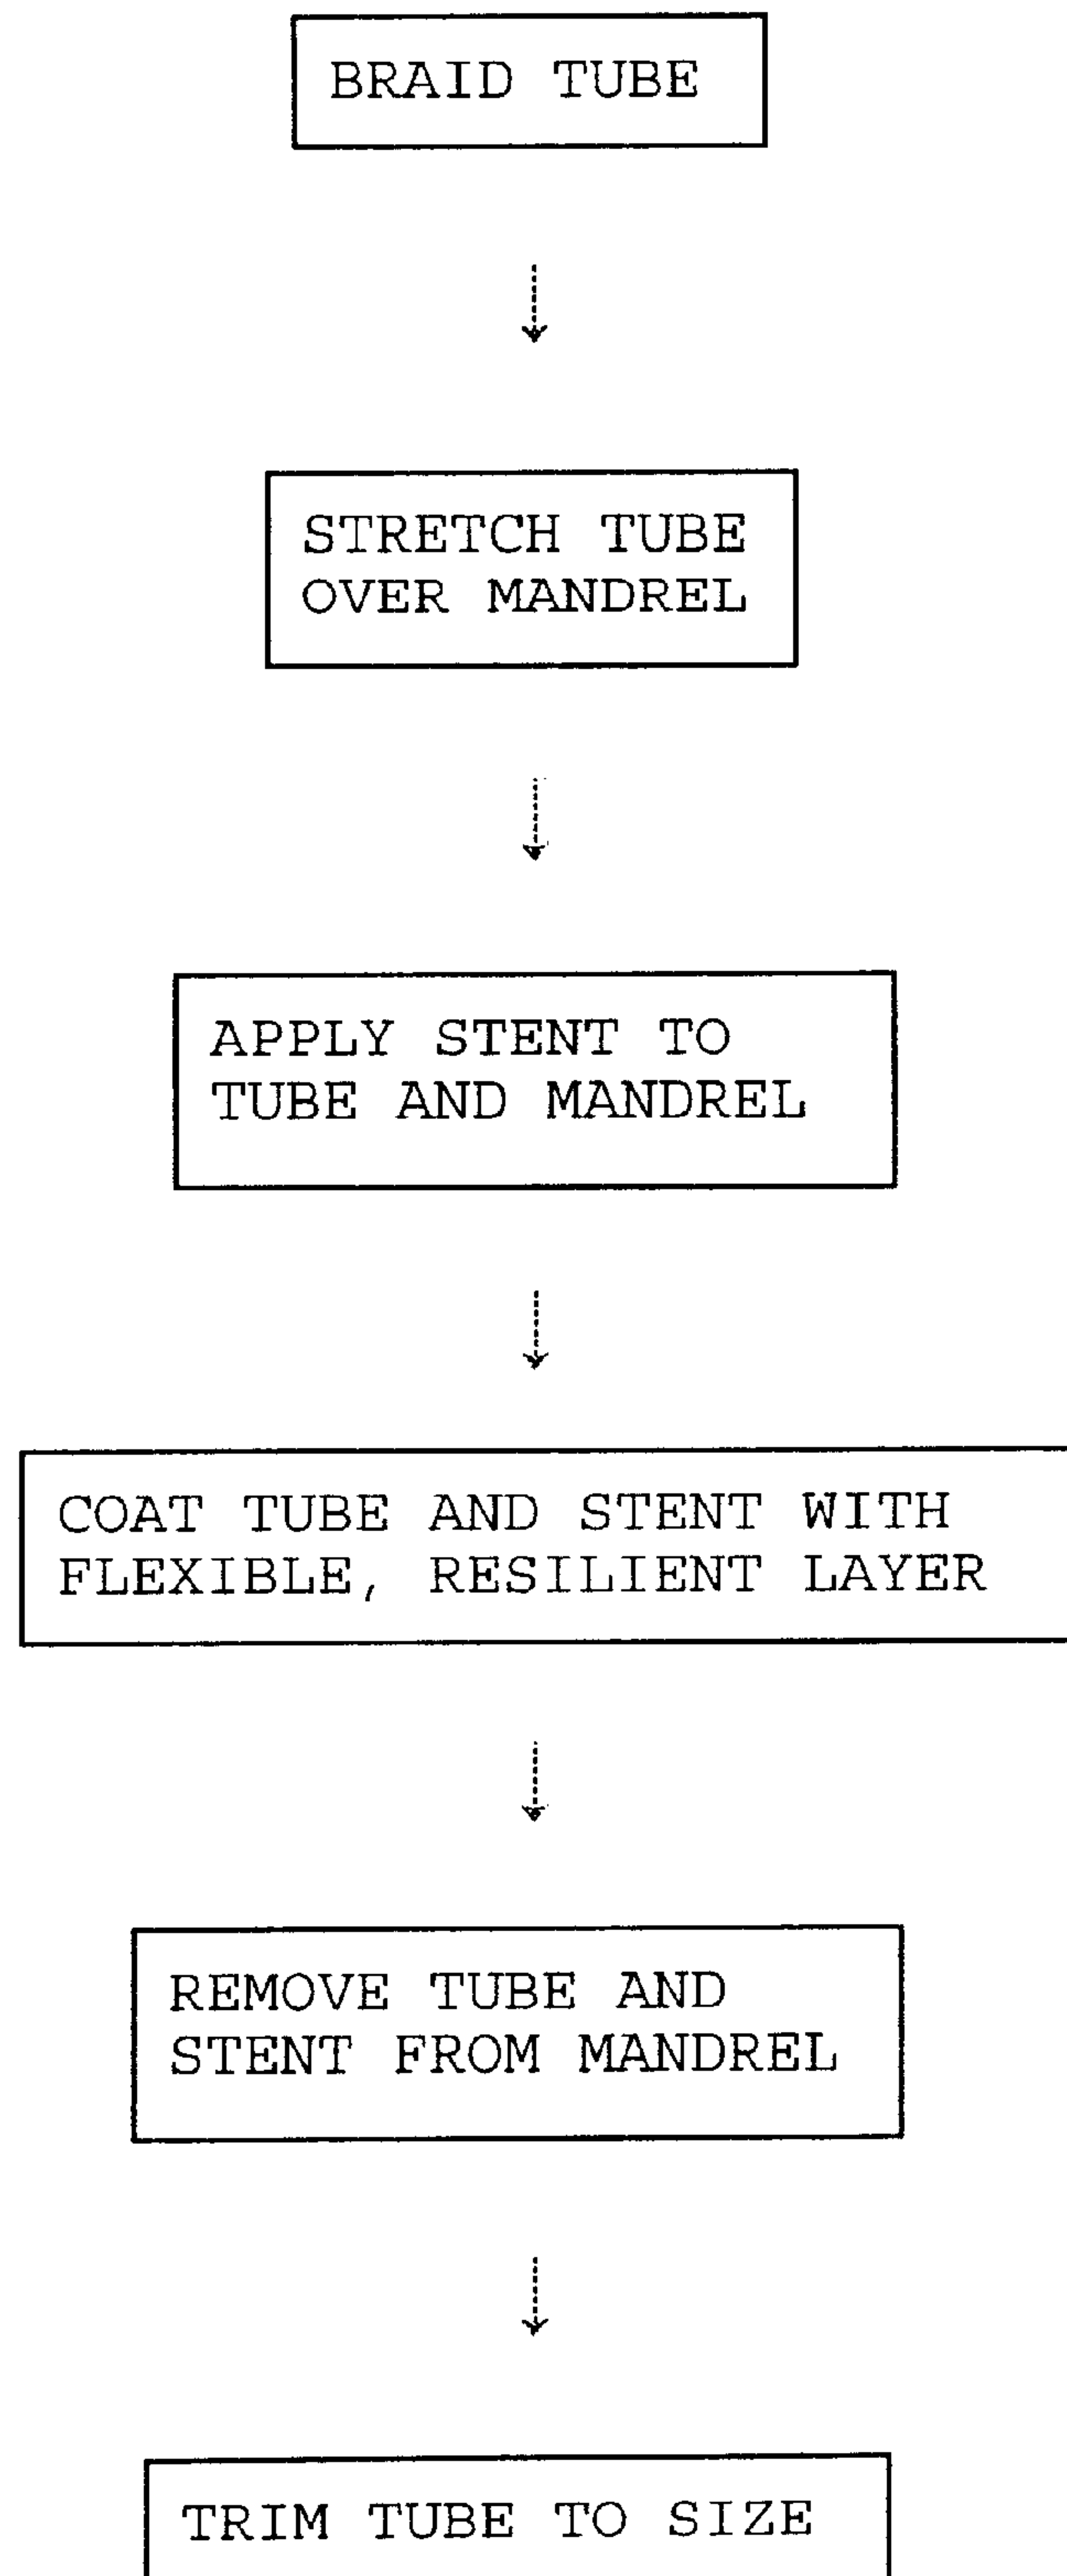 BRAID TUBE
STRETCH TUBE
OVER MANDREL
APPLY STENT TO
TUBE AND MANDREL
COAT TUBE AND STENT WITH
FLEXIBLE, RESILIENT LAYER
REMOVE TUBE AND
STENT FROM MANDREL
TRIM TUBE TO SIZE